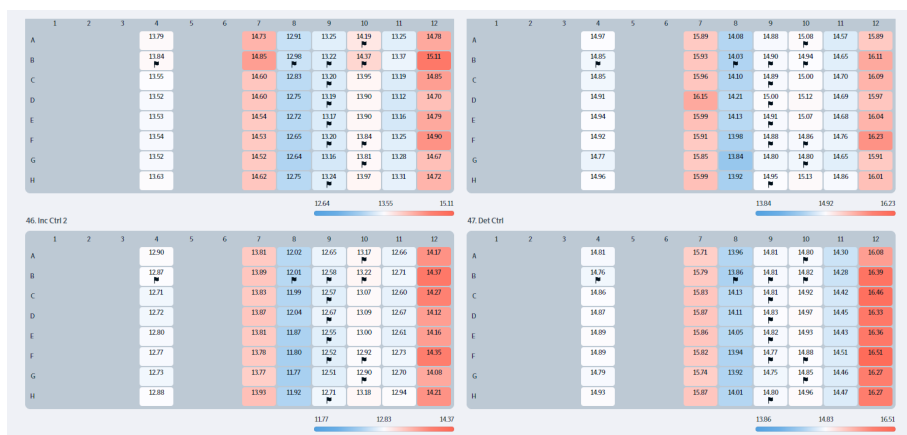 1 2 3 4 5 6 7 8 9 10 11 12
A 13.79 14.73 12.91 13.25 14.19 13.25 14.78
B 13.84 14.85 12.98 13.22 14.37 13.37 15.11
C 13.55 14.60 12.83 13.20 13.95 13.19 14.85
D 13.52 14.60 12.75 13.19 13.90 13.12 14.70
E 13.53 14.54 12.72 13.17 13.90 13.16 14.79
F 13.54 14.53 12.65 13.20 13.84 13.25 14.90
G 13.52 14.52 12.64 13.16 13.81 13.28 14.67
H 13.63 14.62 12.75 13.24 13.97 13.31 14.72
12.64 13.55 15.11
1 2 3 4 5 6 7 8 9 10 11 12
A 14.97 15.89 14.08 14.88 15.08 14.57 15.89
B 14.85 15.93 14.03 14.90 14.94 14.65 16.11
C 14.85 15.96 14.10 14.89 15.00 14.70 16.09
D 14.91 16.15 14.21 15.00 15.12 14.69 15.97
E 14.94 15.99 14.13 14.91 15.07 14.68 16.04
F 14.92 15.91 13.98 14.88 14.86 14.76 16.23
G 14.77 15.85 13.84 14.80 14.80 14.65 15.91
H 14.96 15.99 13.92 14.95 15.13 14.86 16.01
13.84 14.92 16.23
46. Inc Ctrl 2
1 2 3 4 5 6 7 8 9 10 11 12
A 12.90 13.81 12.02 12.65 13.17 12.66 14.17
B 12.87 13.89 12.01 12.58 13.22 12.71 14.37
C 12.71 13.83 11.99 12.57 13.07 12.60 14.27
D 12.72 13.87 12.04 12.67 13.09 12.67 14.12
E 12.80 13.81 11.87 12.55 13.00 12.61 14.16
F 12.77 13.78 11.80 12.52 12.92 12.73 14.35
G 12.73 13.77 11.77 12.51 12.90 12.70 14.08
H 12.88 13.93 11.92 12.71 13.18 12.94 14.21
11.77 12.83 14.37
47. Det Ctrl
1 2 3 4 5 6 7 8 9 10 11 12
A 14.81 15.71 13.96 14.81 14.80 14.30 16.08
B 14.76 15.79 13.86 14.81 14.82 14.28 16.39
C 14.86 15.83 14.13 14.81 14.92 14.42 16.46
D 14.87 15.87 14.11 14.83 14.97 14.45 16.33
E 14.89 15.86 14.05 14.82 14.93 14.43 16.36
F 14.89 15.82 13.94 14.77 14.88 14.51 16.51
G 14.79 15.74 13.92 14.75 14.85 14.46 16.27
H 14.93 15.87 14.01 14.80 14.96 14.47 16.27
13.86 14.83 16.51